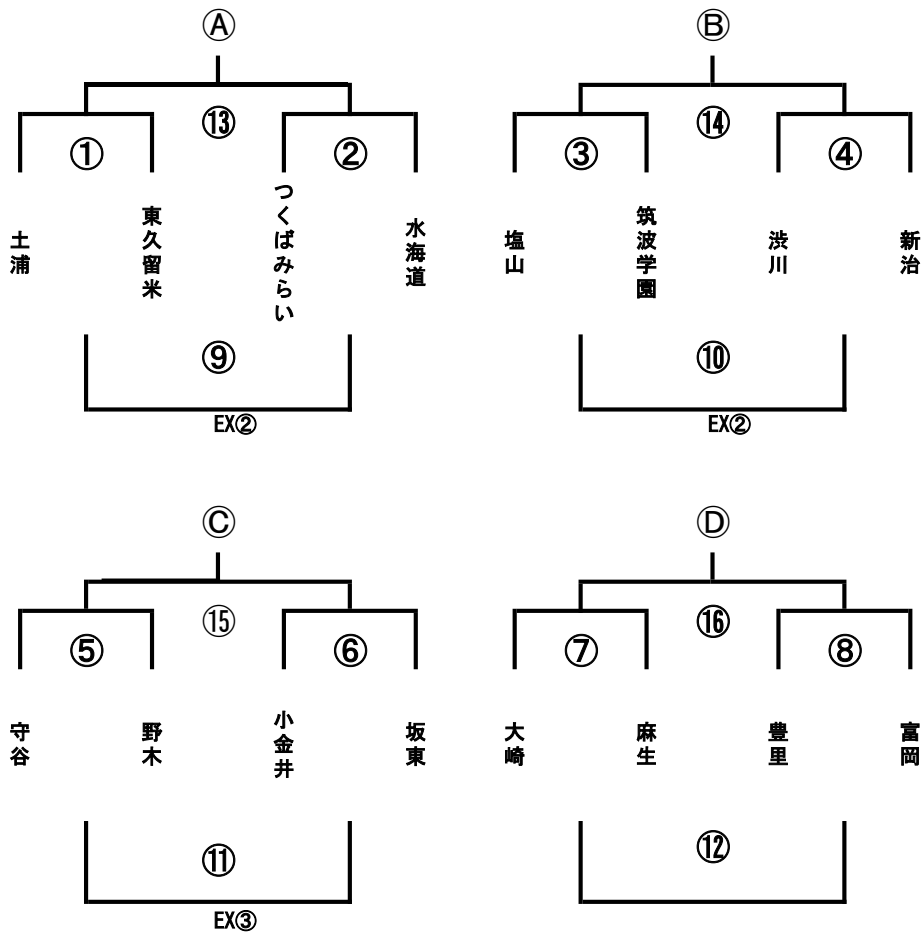 Ⓐ
⑬
① ②
土浦
東久留米
つくばみらい
水海道
⑨
EX②
Ⓑ
⑭
③ ④
塩山
筑波学園
渋川
新治
⑩
EX②
Ⓒ
⑮
⑤ ⑥
守谷
野木
小金井
坂東
⑪
EX③
Ⓓ
⑯
⑦ ⑧
大崎
麻生
豊里
富岡
⑫